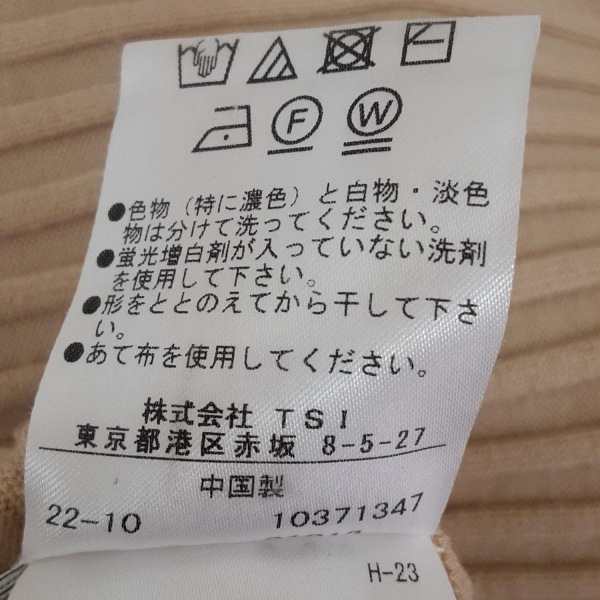 F
W
●色物（特に濃色）と白物・淡色
物は分けて洗ってください。
●蛍光増白剤が入っていない洗剤
を使用して下さい。
●形をととのえてから干して下さ
い。
●あて布を使用してください。
株式会社 TSI
東京都港区赤坂 8-5-27
中国製
22-10
10371347
H-23